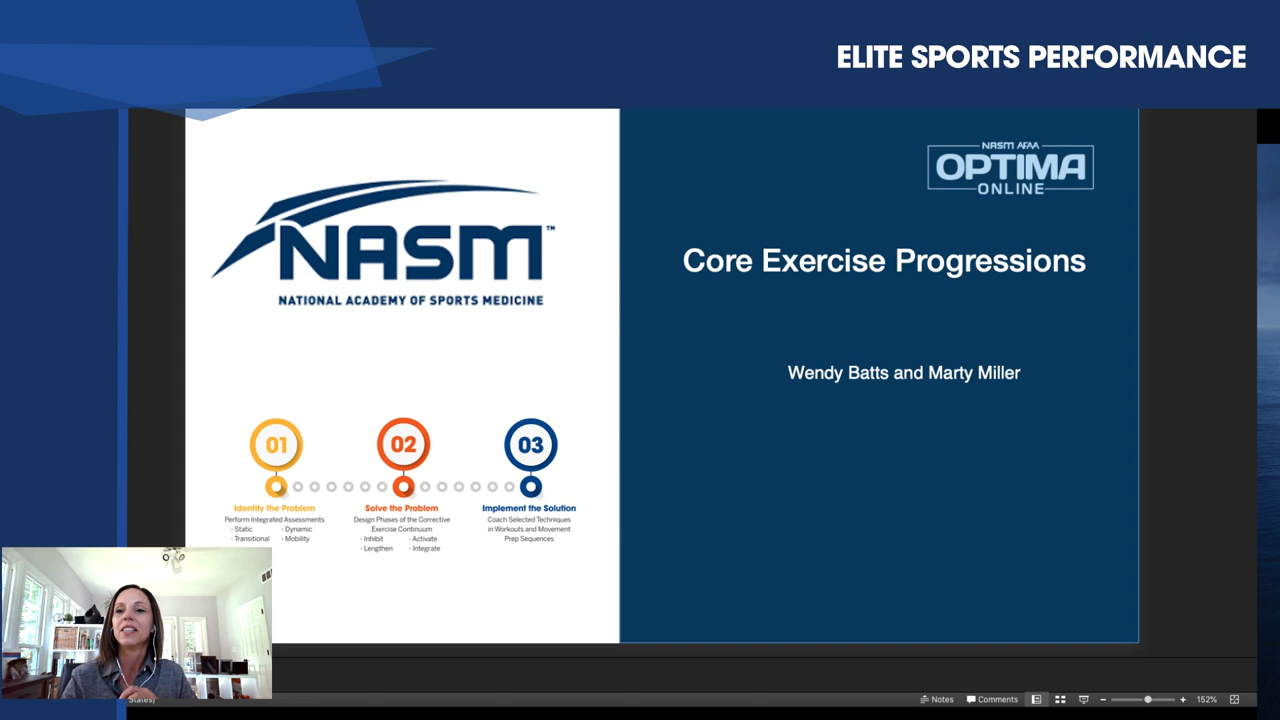 ELITE SPORTS PERFORMANCE
NASM™
NATIONAL ACADEMY OF SPORTS MEDICINE
01
02
03
Identify the Problem
Perform Integrated Assessments
- Static - Dynamic
- Transitional - Mobility
Solve the Problem
Design Phases of the Corrective
Exercise Continuum
- Inhibit - Activate
- Lengthen - Integrate
Implement the Solution
Coach Selected Techniques
in Workouts and Movement
Prep Sequences
NASM AFAA
OPTIMA
ONLINE
Core Exercise Progressions
Wendy Batts and Marty Miller
States)
Notes
Comments
152%